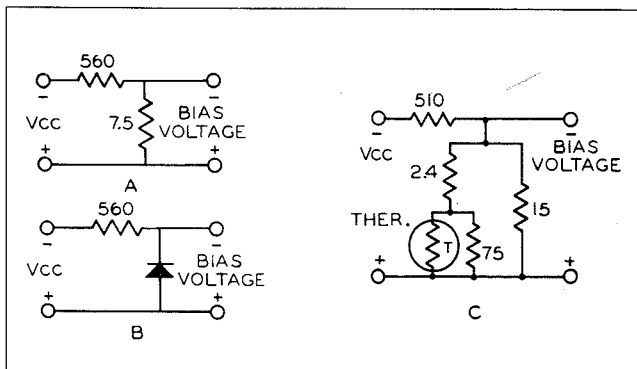 560
−
−
VCC
7.5
BIAS
VOLTAGE
+
+
A
560
−
−
VCC
BIAS
VOLTAGE
+
+
B
510
−
−
VCC
BIAS
VOLTAGE
2.4
15
THER.
T
75
+
+
C